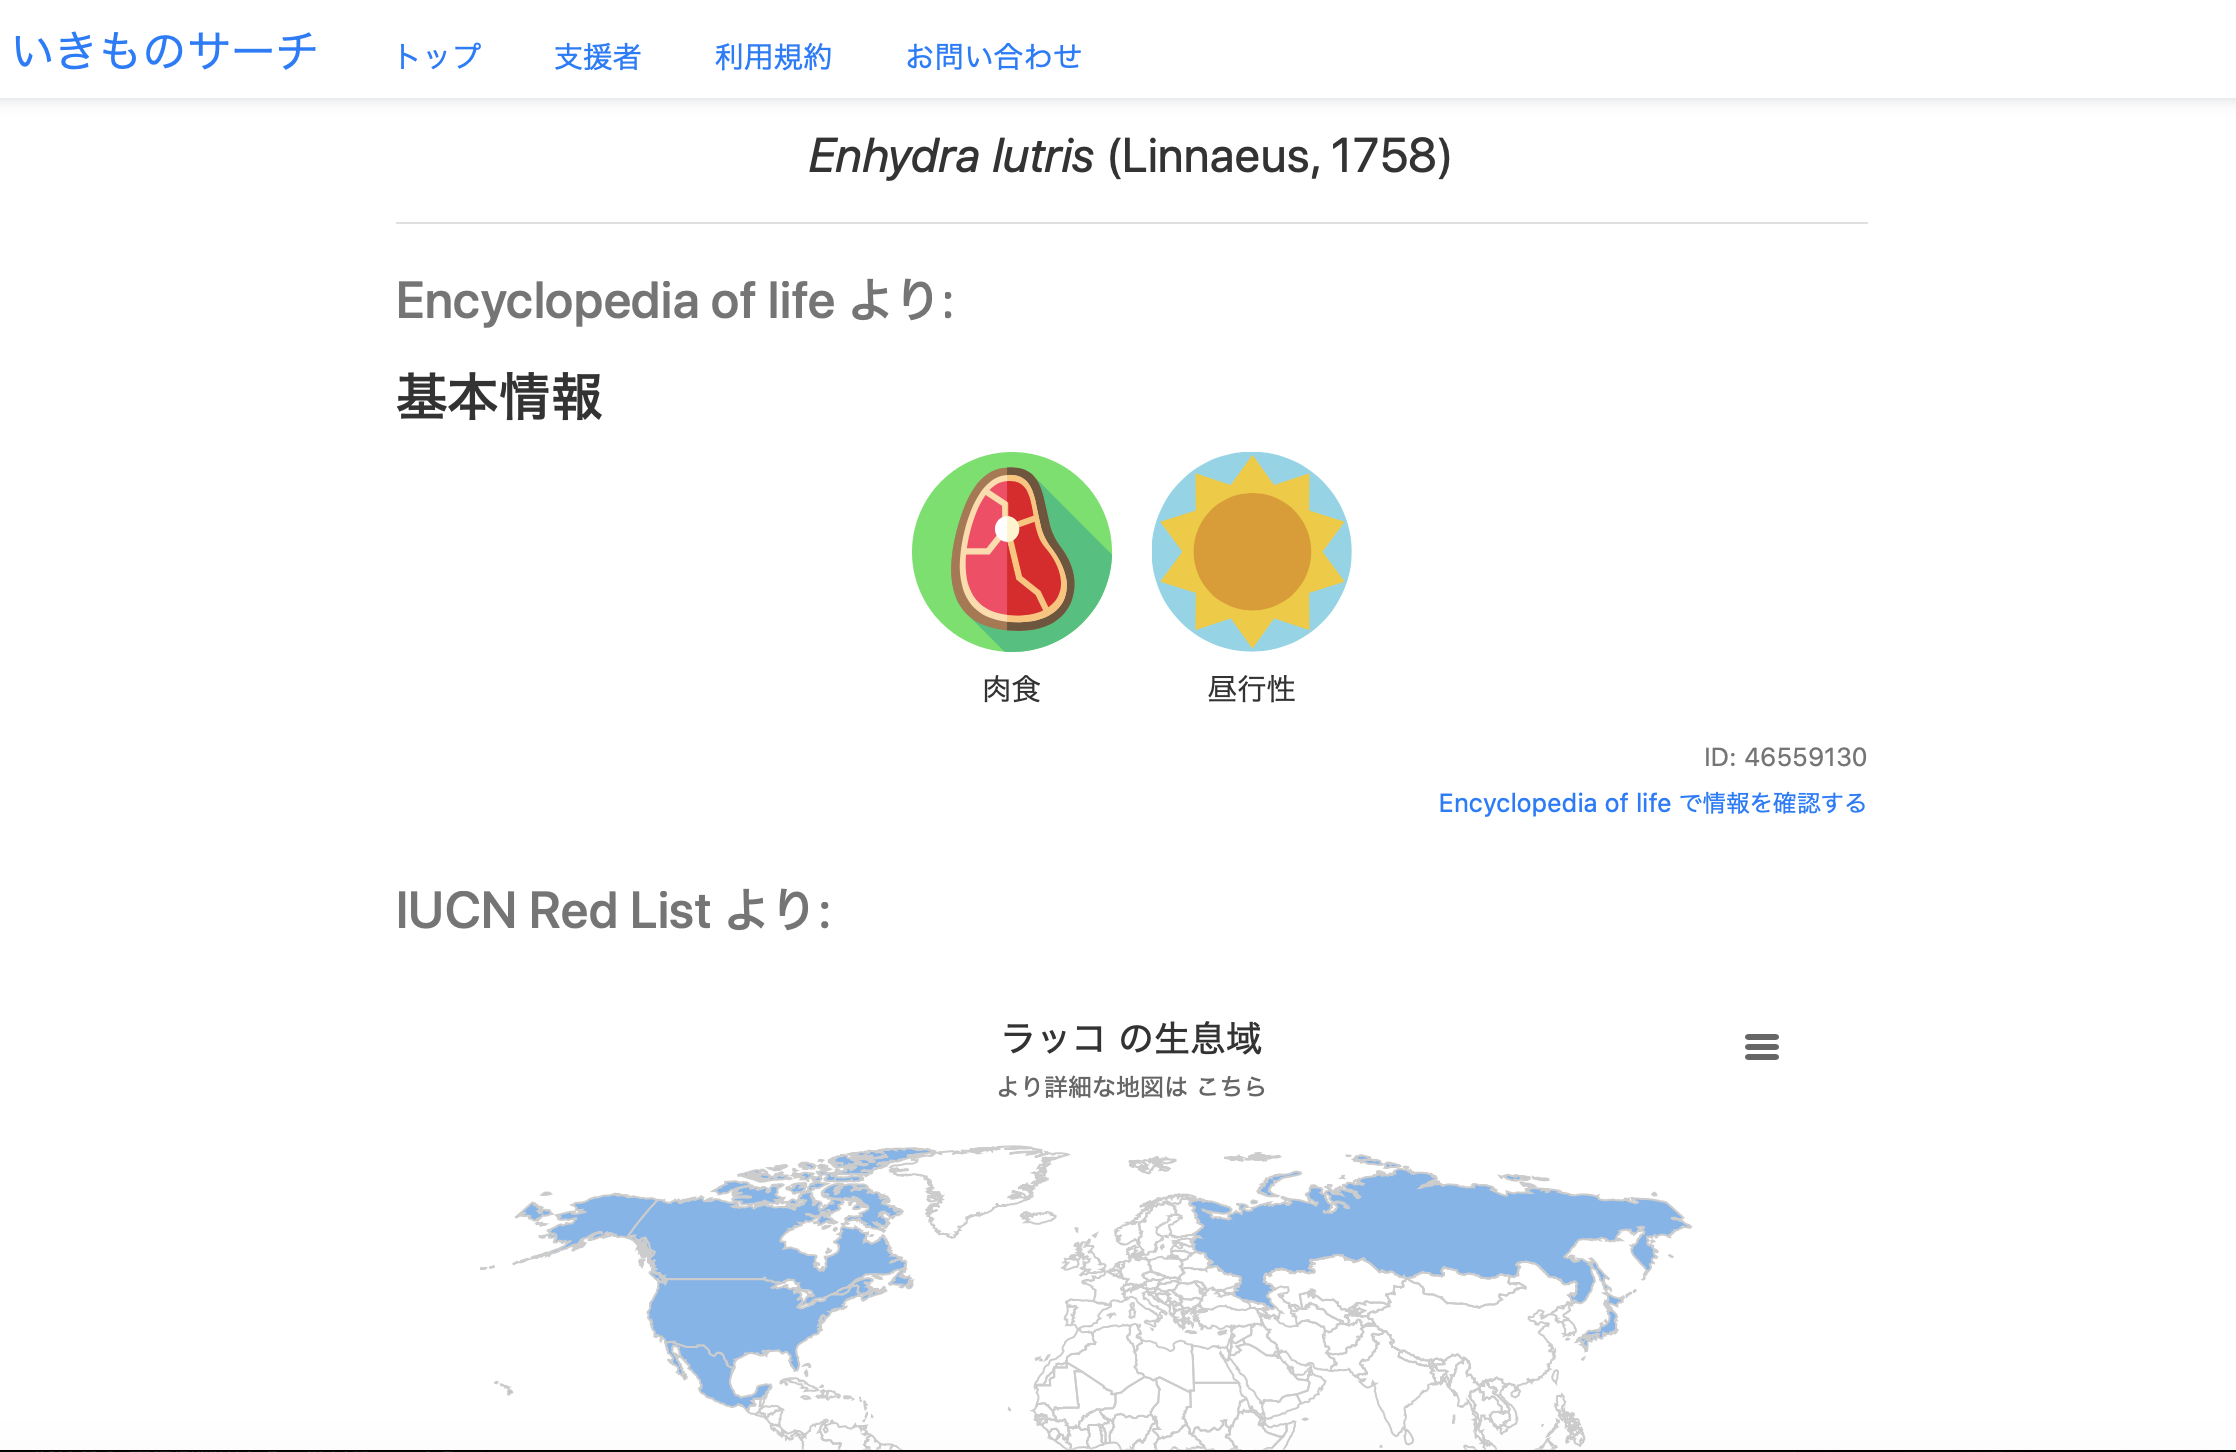 いきものサーチ トップ 支援者 利用規約 お問い合わせ
Enhydra lutris (Linnaeus, 1758)
Encyclopedia of life より:
基本情報
肉食 昼行性
ID: 46559130
Encyclopedia of life で情報を確認する
IUCN Red List より:
ラッコ の生息域
より詳細な地図は こちら